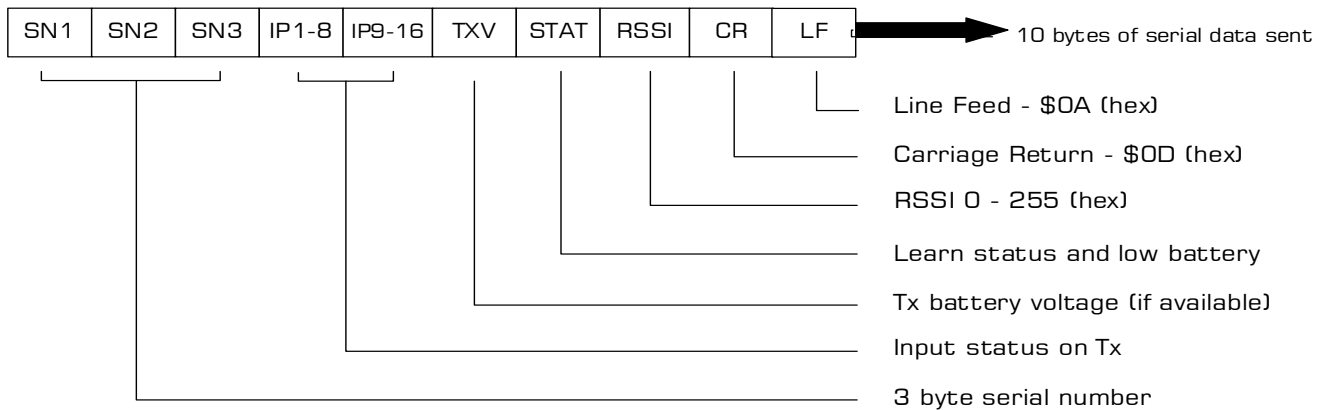 SN1 SN2 SN3 IP1-8 IP9-16 TXV STAT RSSI CR LF
10 bytes of serial data sent
Line Feed - $0A (hex)
Carriage Return - $0D (hex)
RSSI 0 - 255 (hex)
Learn status and low battery
Tx battery voltage (if available)
Input status on Tx
3 byte serial number